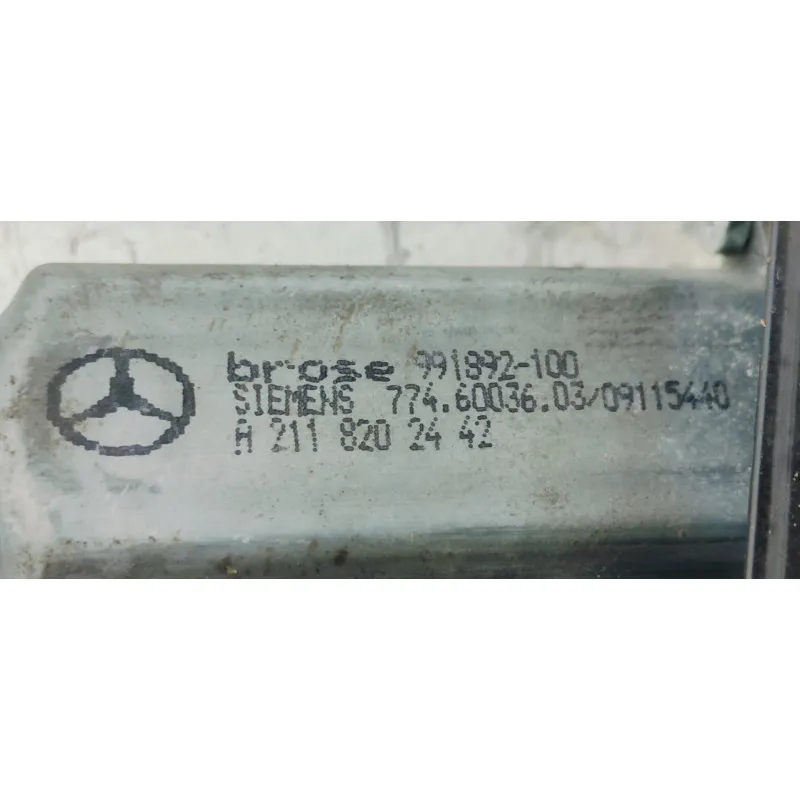 brose 991892-100
SIEMENS 774.60036.03/09115440
A 211 820 24 42